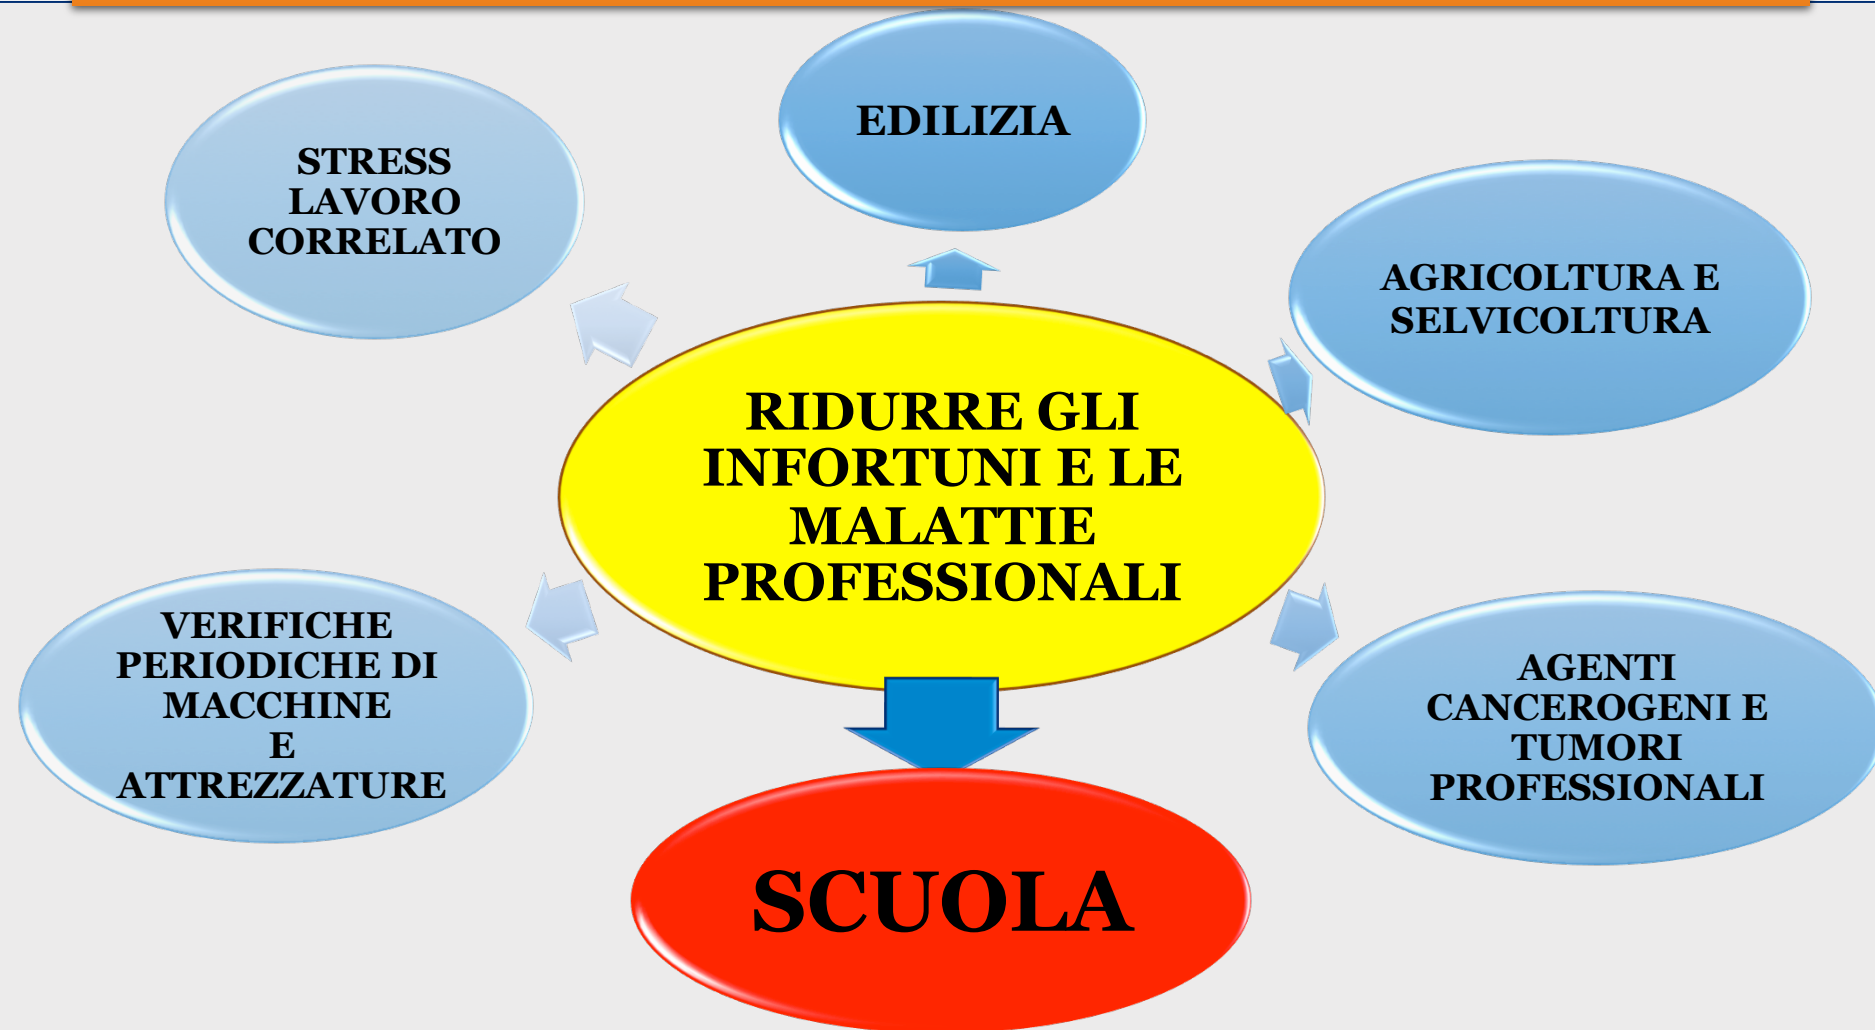 EDILIZIA
STRESS
LAVORO
CORRELATO
AGRICOLTURA E
SELVICOLTURA
RIDURRE GLI
INFORTUNI E LE
MALATTIE
PROFESSIONALI
VERIFICHE
PERIODICHE DI
MACCHINE
E
ATTREZZATURE
AGENTI
CANCEROGENI E
TUMORI
PROFESSIONALI
SCUOLA